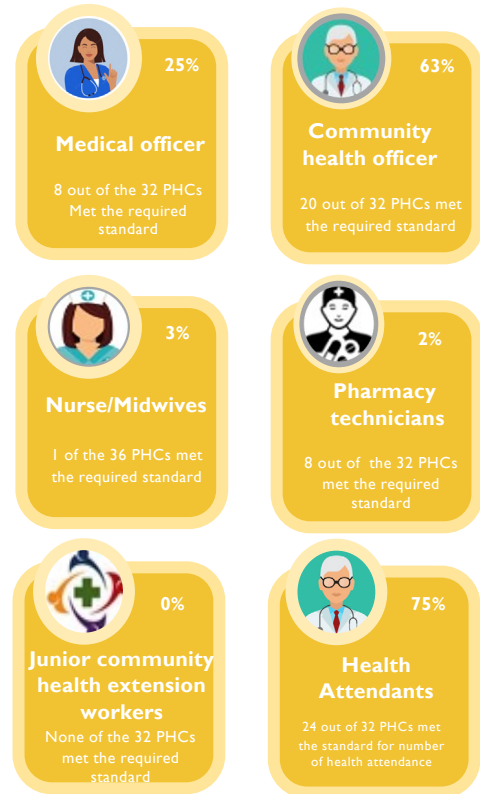 25%
Medical officer
8 out of the 32 PHCs
Met the required
standard
63%
Community
health officer
20 out of 32 PHCs met
the required standard
3%
Nurse/Midwives
1 of the 36 PHCs met
the required standard
2%
Pharmacy
technicians
8 out of the 32 PHCs
met the required
standard
0%
Junior community
health extension
workers
None of the 32 PHCs
met the required
standard
75%
Health
Attendants
24 out of 32 PHCs met
the standard for number
of health attendance